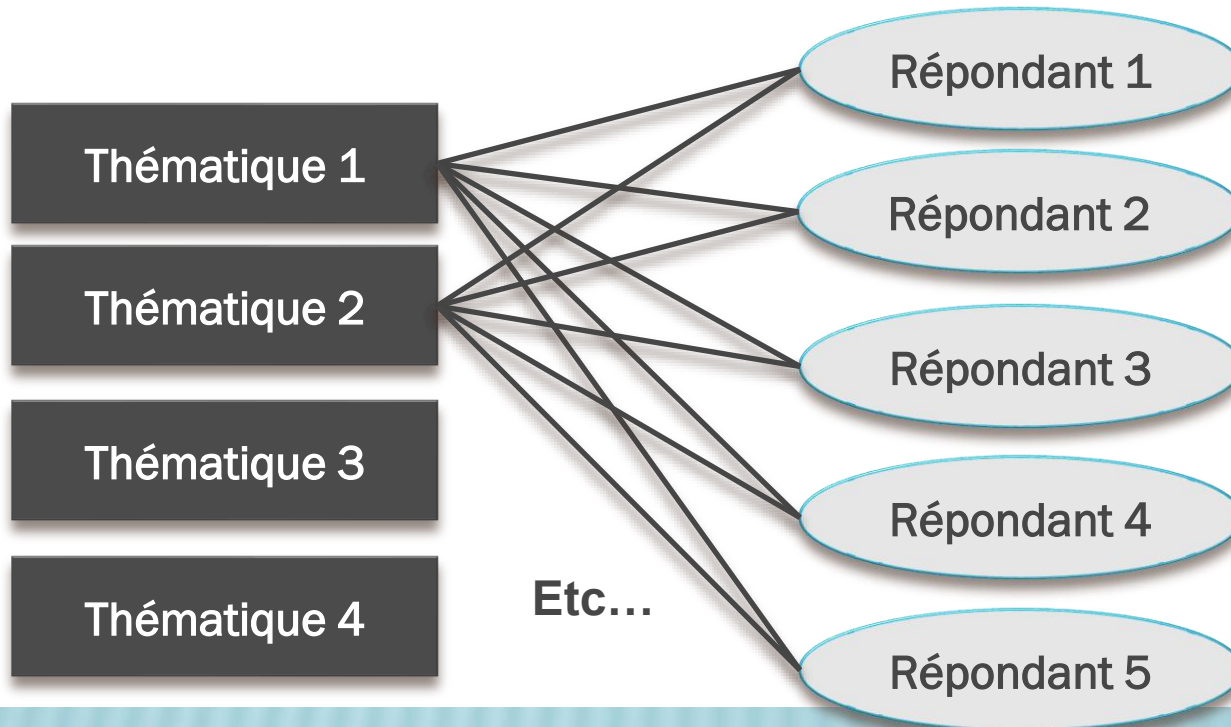 Thématique 1
Thématique 2
Thématique 3
Thématique 4
Etc…
Répondant 1
Répondant 2
Répondant 3
Répondant 4
Répondant 5